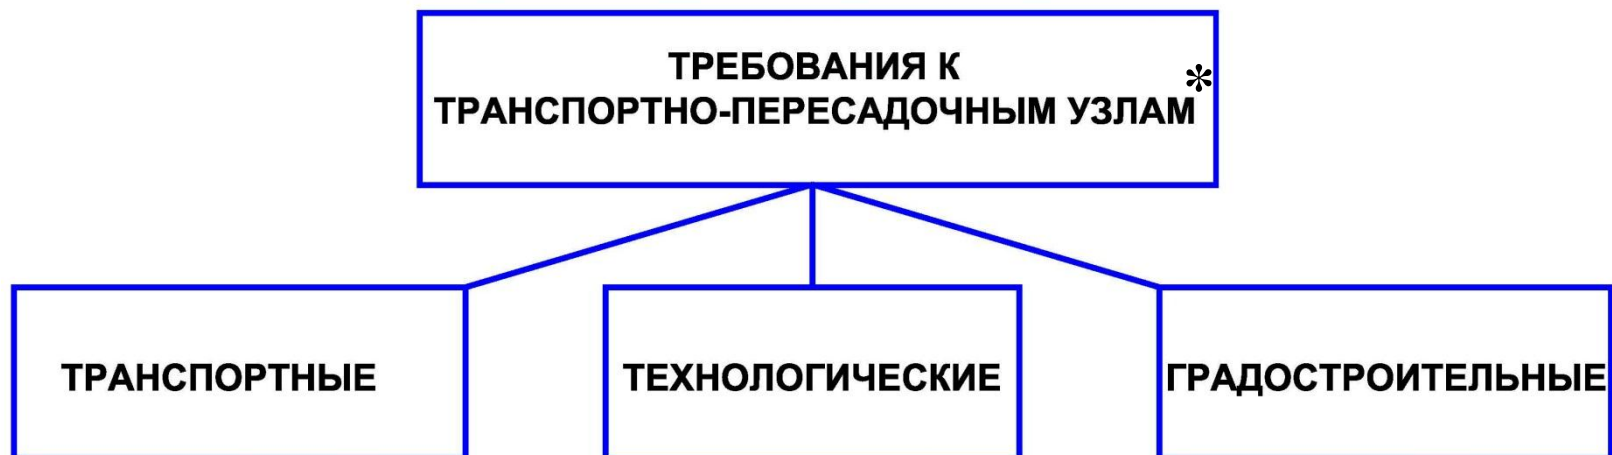 ТРЕБОВАНИЯ К
ТРАНСПОРТНО-ПЕРЕСАДОЧНЫМ УЗЛАМ*
ТРАНСПОРТНЫЕ
ТЕХНОЛОГИЧЕСКИЕ
ГРАДОСТРОИТЕЛЬНЫЕ